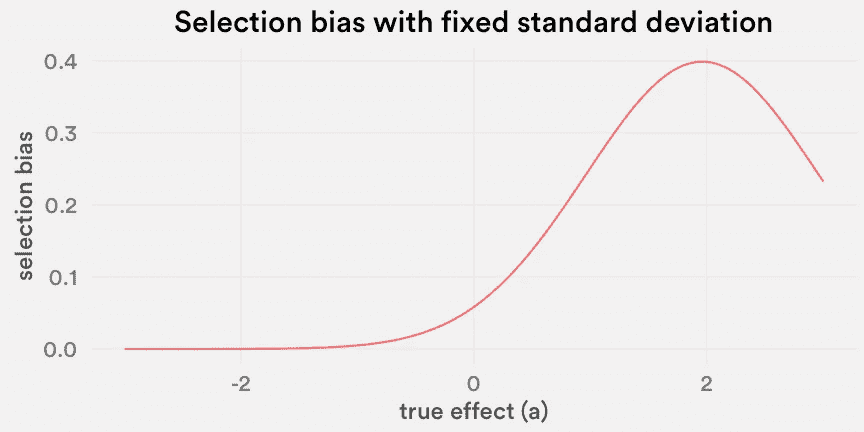 Selection bias with fixed standard deviation
selection bias
0.4
0.3
0.2
0.1
0.0
-2 0 2
true effect (a)